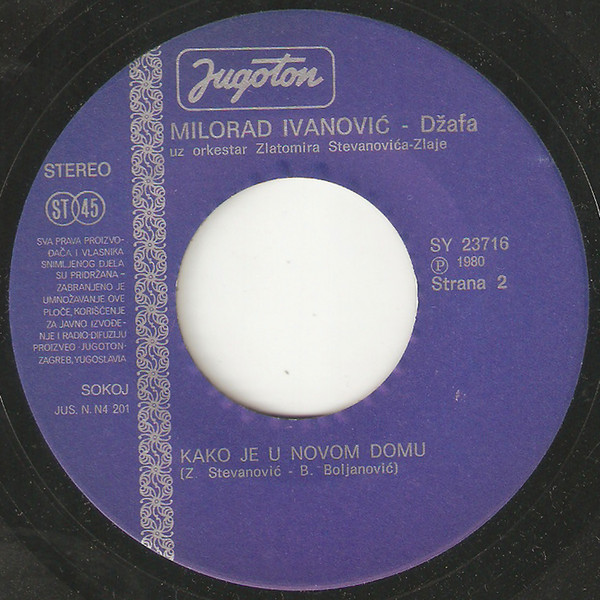 Jugoton
MILORAD IVANOVIĆ - Džafa
uz orkestar Zlatomira Stevanovića-Zlaje
STEREO
ST 45
SVA PRAVA PROIZVO-
ĐAČA I VLASNIKA
SNIMLJENOG DJELA
SU PRIDRŽANA -
ZABRANJENO JE
UMNOŽAVANJE OVE
PLOČE, KORIŠĆENJE
ZA JAVNO IZVOĐE-
NJE I RADIO-DIFUZIJU
PROIZVEO -JUGOTON-
ZAGREB, YUGOSLAVIA
SOKOJ
JUS. N. N4 201
SY 23716
Ⓟ 1980
Strana 2
KAKO JE U NOVOM DOMU
(Z. Stevanović - B. Boljanović)